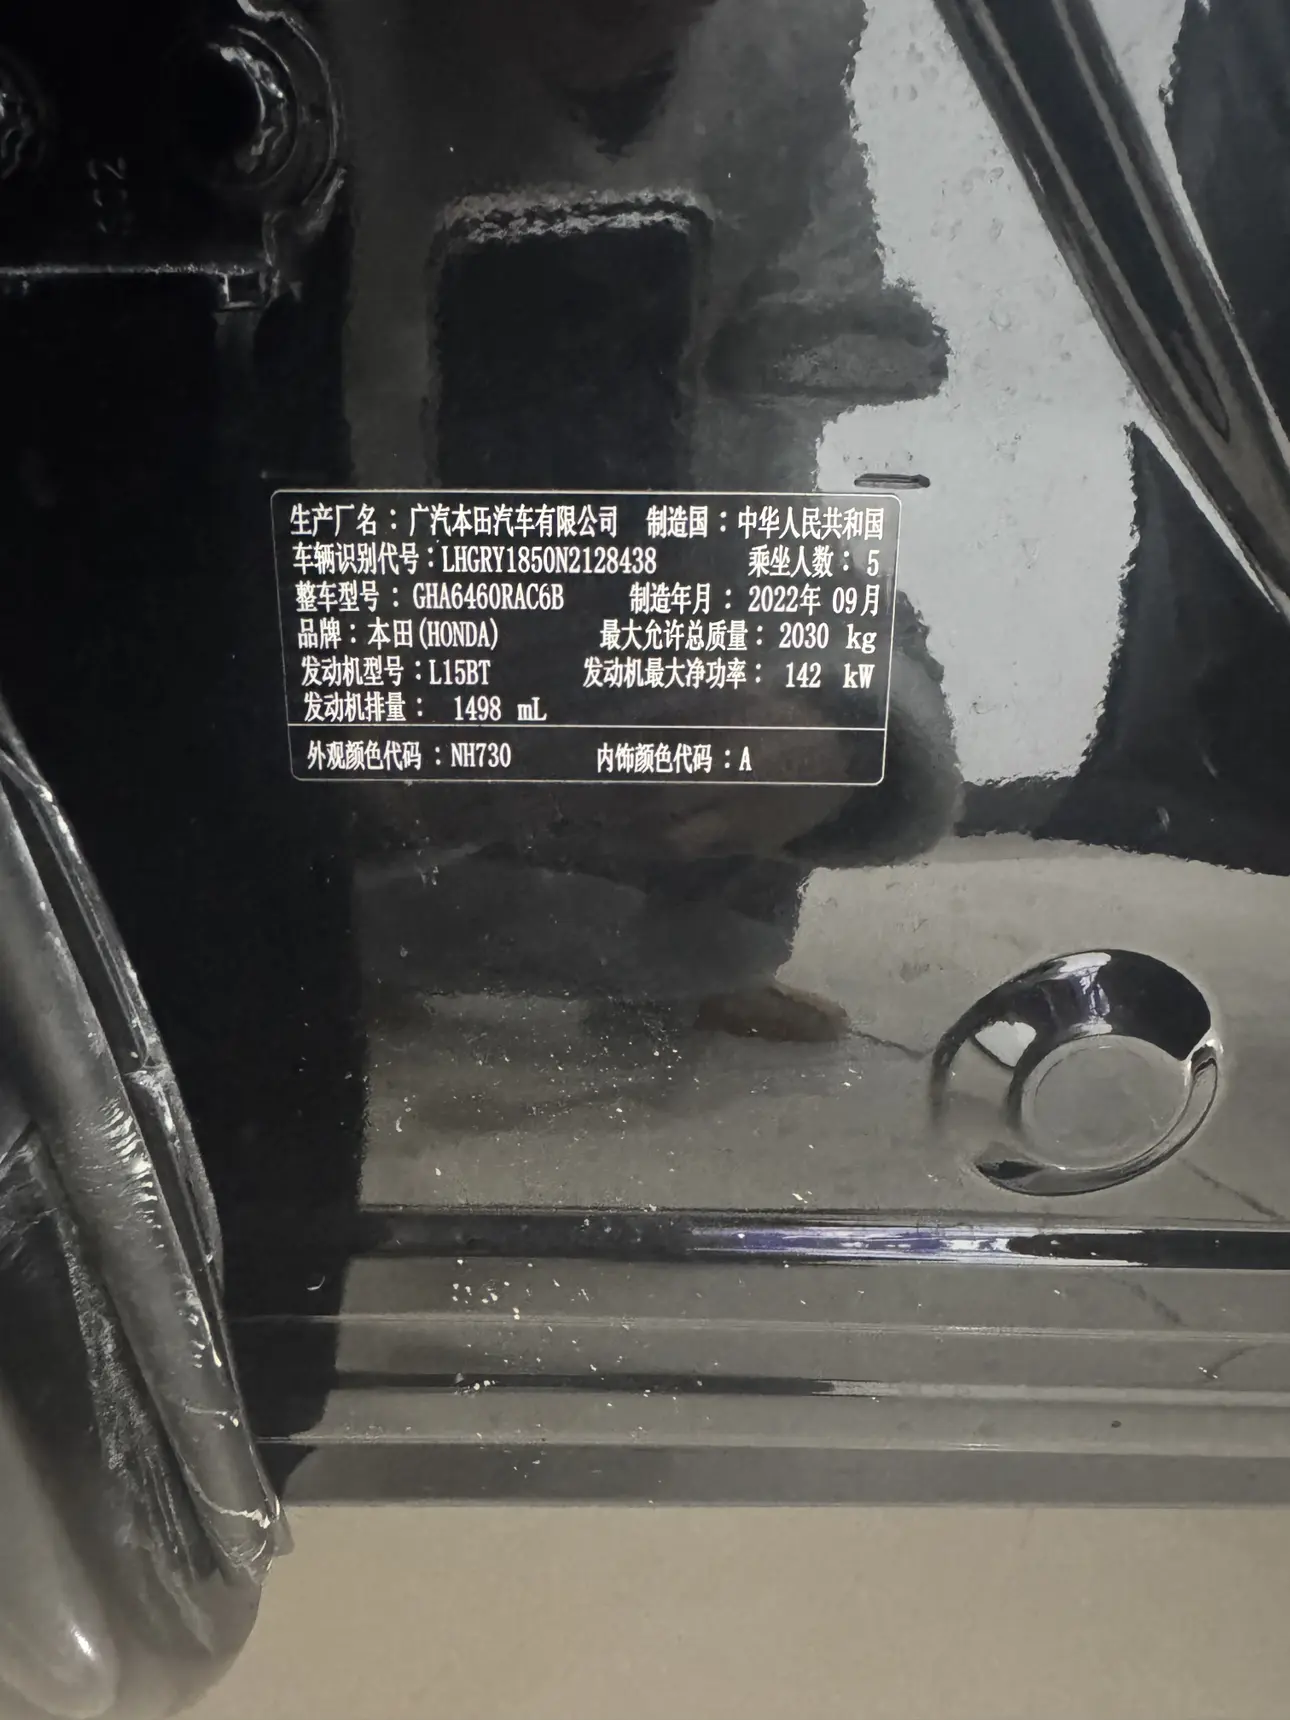 生产厂名：广汽本田汽车有限公司 制造国：中华人民共和国
车辆识别代号：LHGRY1850N2128438 乘坐人数：5
整车型号：GHA6460RAC6B 制造年月：2022年 09月
品牌：本田(HONDA) 最大允许总质量：2030 kg
发动机型号：L15BT 发动机最大净功率：142 kW
发动机排量：1498 mL
外观颜色代码：NH730 内饰颜色代码：A